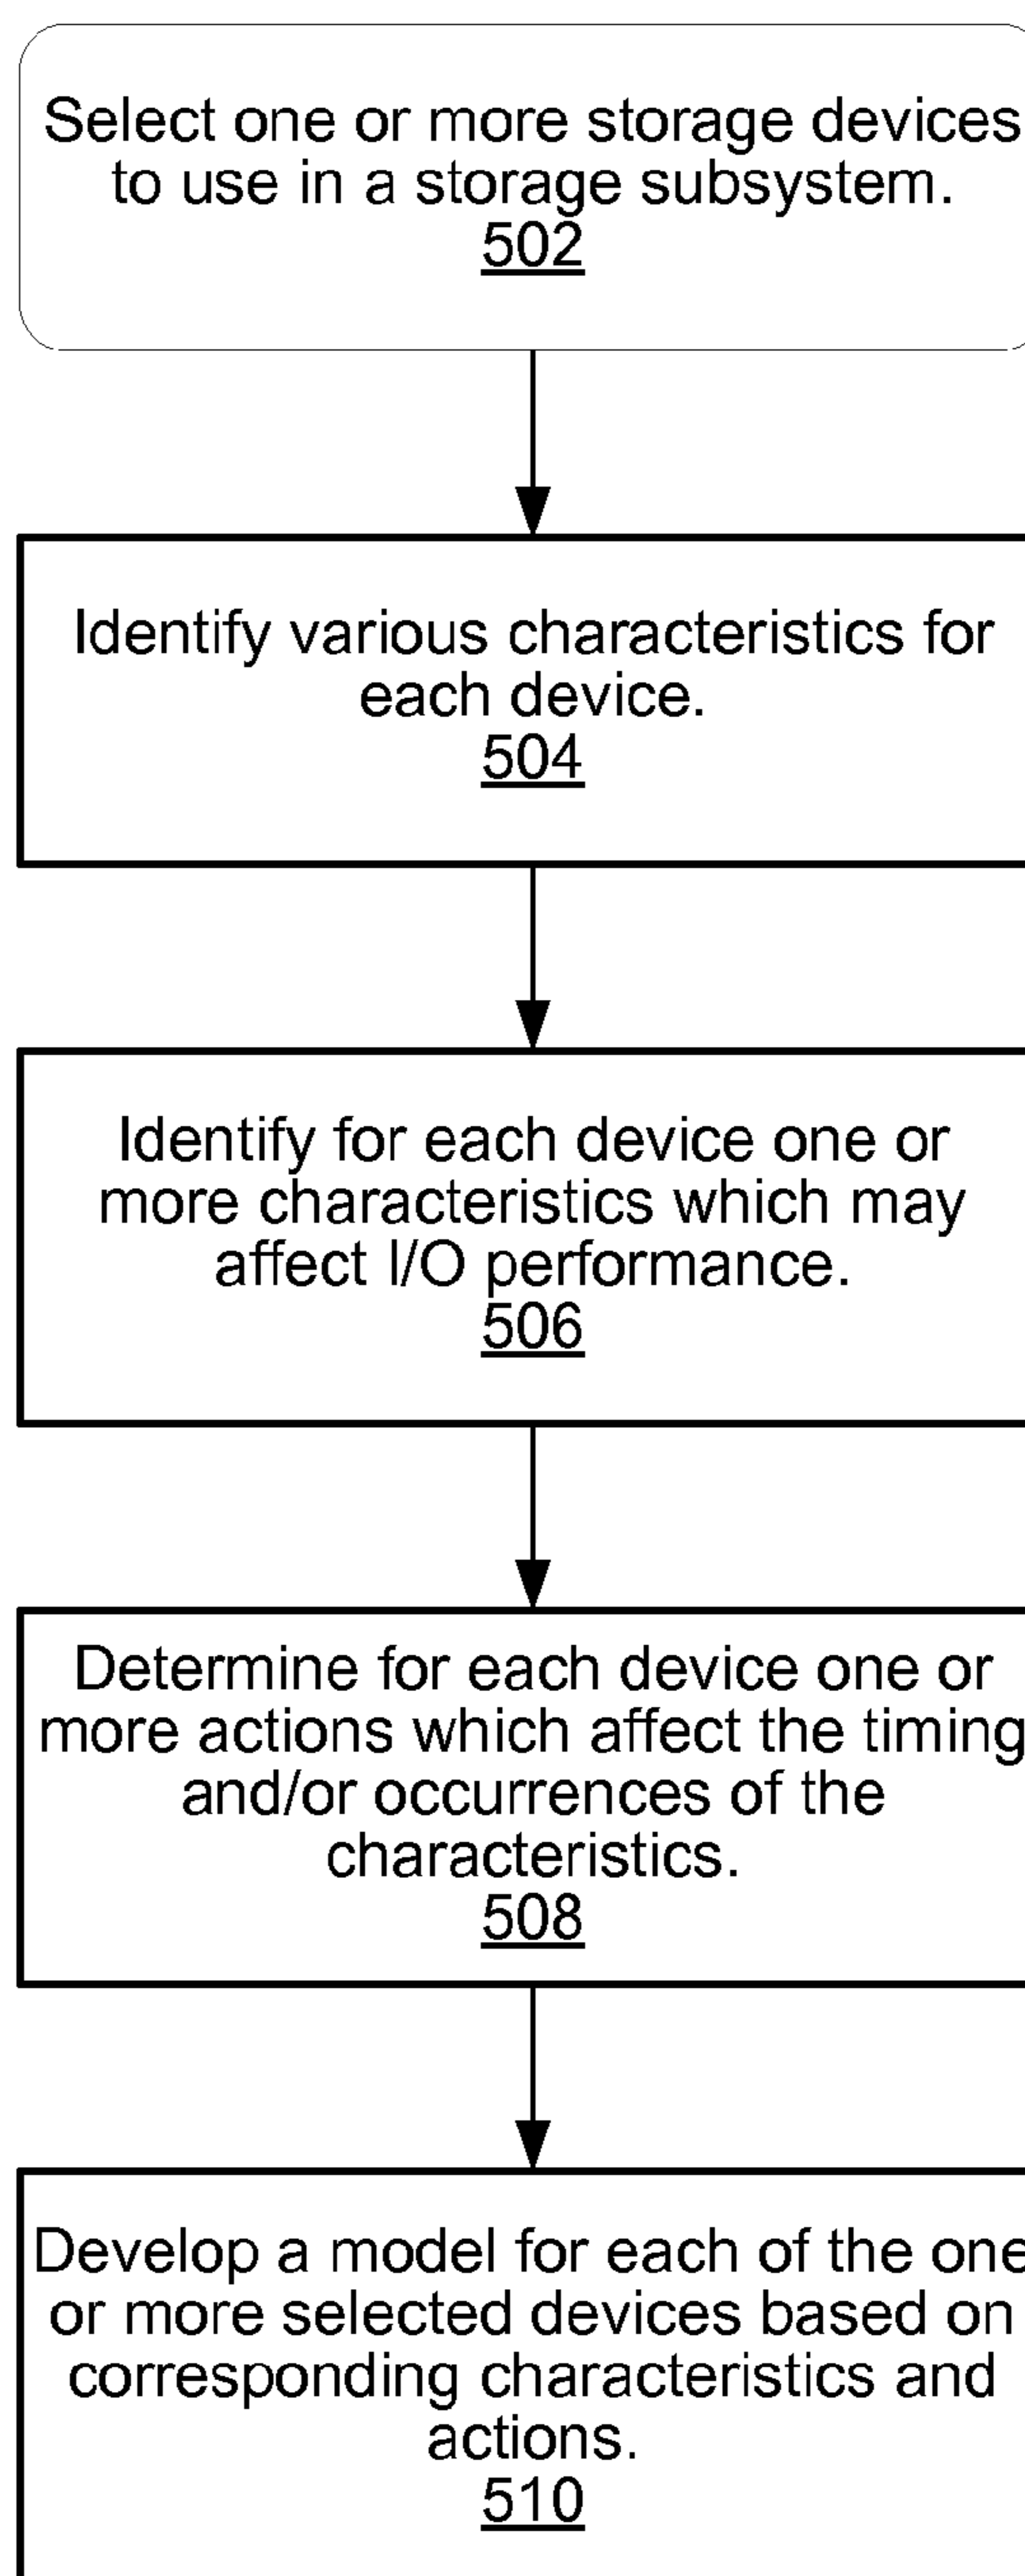 Select one or more storage devices
to use in a storage subsystem.
502
Identify various characteristics for
each device.
504
Identify for each device one or
more characteristics which may
affect I/O performance.
506
Determine for each device one or
more actions which affect the timing
and/or occurrences of the
characteristics.
508
Develop a model for each of the one
or more selected devices based on
corresponding characteristics and
actions.
510